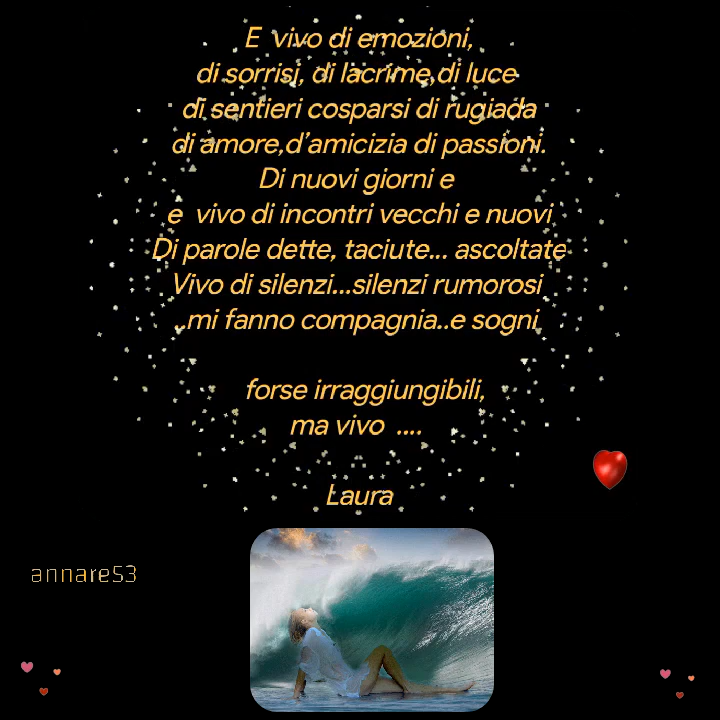 E vivo di emozioni,
di sorrisi, di lacrime,di luce
di sentieri cosparsi di rugiada
di amore,d'amicizia di passioni.
Di nuovi giorni e
e vivo di incontri vecchi e nuovi
Di parole dette, taciute... ascoltate
Vivo di silenzi...silenzi rumorosi
..mi fanno compagnia..e sogni
forse irraggiungibili,
ma vivo ....
Laura
annare53